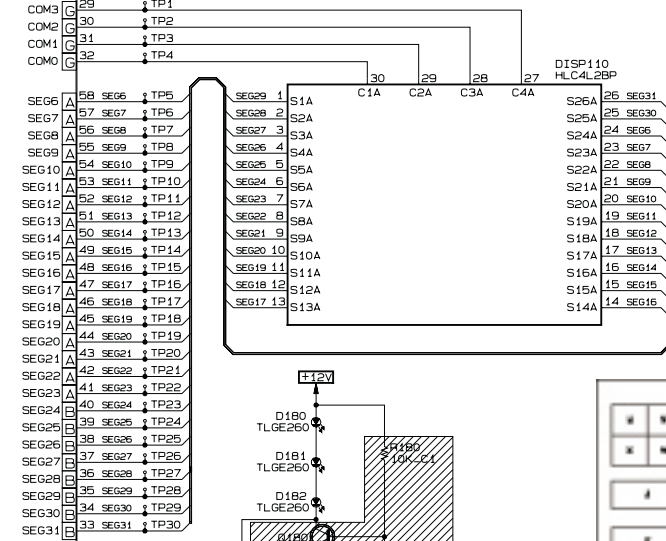 COM3 G 29 TP1
COM2 G 30 TP2
COM1 G 31 TP3
COM0 G 32 TP4
30 29 28 27
C1A C2A C3A C4A
DISP110
HLC4L2BP
SEG6 A 58 SEG6 TP5
SEG7 A 57 SEG7 TP6
SEG8 A 56 SEG8 TP7
SEG9 A 55 SEG9 TP8
SEG10 A 54 SEG10 TP9
SEG11 A 53 SEG11 TP10
SEG12 A 52 SEG12 TP11
SEG13 A 51 SEG13 TP12
SEG14 A 50 SEG14 TP13
SEG15 A 49 SEG15 TP14
SEG16 A 48 SEG16 TP15
SEG17 A 47 SEG17 TP16
SEG18 A 46 SEG18 TP17
SEG19 A 45 SEG19 TP18
SEG20 A 44 SEG20 TP19
SEG21 A 43 SEG21 TP20
SEG22 A 42 SEG22 TP21
SEG23 A 41 SEG23 TP22
SEG24 B 40 SEG24 TP23
SEG25 B 39 SEG25 TP24
SEG26 B 38 SEG26 TP25
SEG27 B 37 SEG27 TP26
SEG28 B 36 SEG28 TP27
SEG29 B 35 SEG29 TP28
SEG30 B 34 SEG30 TP29
SEG31 B 33 SEG31 TP30
SEG29 1 S1A
SEG28 2 S2A
SEG27 3 S3A
SEG26 4 S4A
SEG25 5 S5A
SEG24 6 S6A
SEG23 7 S7A
SEG22 8 S8A
SEG21 9 S9A
SEG20 10 S10A
SEG19 11 S11A
SEG18 12 S12A
SEG17 13 S13A
S26A 26 SEG31
S25A 25 SEG30
S24A 24 SEG6
S23A 23 SEG7
S22A 22 SEG8
S21A 21 SEG9
S20A 20 SEG10
S19A 19 SEG11
S18A 18 SEG12
S17A 17 SEG13
S16A 16 SEG14
S15A 15 SEG15
S14A 14 SEG16
+12V
D180
TLGE260
D181
TLGE260
D182
TLGE260
R180
10K_C1
Q180